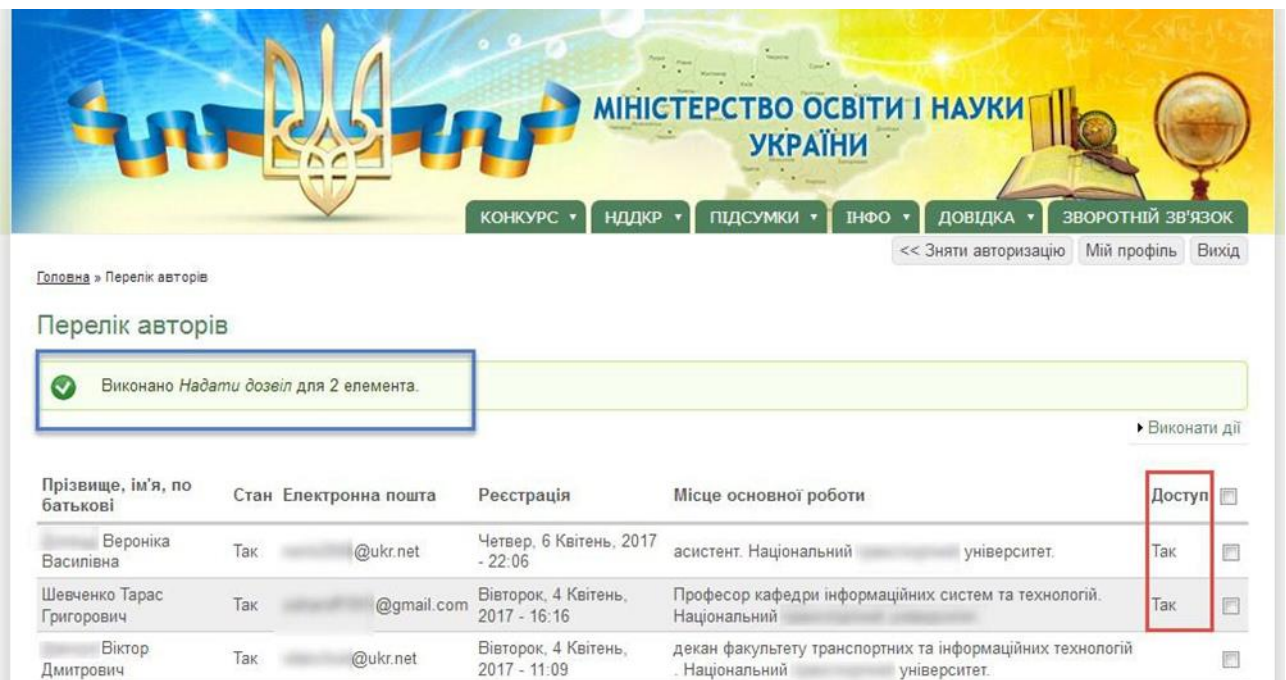 МІНІСТЕРСТВО ОСВІТИ І НАУКИ
УКРАЇНИ
КОНКУРС НДДКР ПІДСУМКИ ІНФО ДОВІДКА ЗВОРОТНІЙ ЗВ'ЯЗОК
<< Зняти авторизацію Мій профіль Вихід
Головна » Перелік авторів
Перелік авторів
Виконано Надати дозвіл для 2 елемента.
Виконати дії
Прізвище, ім'я, по
батькові
Стан Електронна пошта Реєстрація Місце основної роботи Доступ
Вероніка
Василівна
Так @ukr.net
Четвер, 6 Квітень, 2017
- 22:06
асистент. Національний університет.
Так
Шевченко Тарас
Григорович
Так @gmail.com
Вівторок, 4 Квітень,
2017 - 16:16
Професор кафедри інформаційних систем та технологій.
Національний
Так
Віктор
Дмитрович
Так @ukr.net
Вівторок, 4 Квітень,
2017 - 11:09
декан факультету транспортних та інформаційних технологій
. Національний університет.